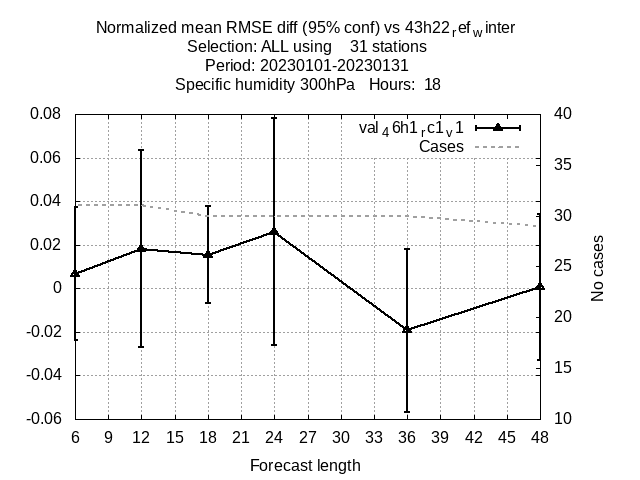 Normalized mean RMSE diff (95% conf) vs 43h22refwinter
Selection: ALL using 31 stations
Period: 20230101-20230131
Specific humidity 300hPa Hours: 18
val46h1rc1v1
Cases
0.08
0.06
0.04
0.02
0
-0.02
-0.04
-0.06
40
35
30
25
20
15
10
No cases
6 9 12 15 18 21 24 27 30 33 36 39 42 45 48
Forecast length